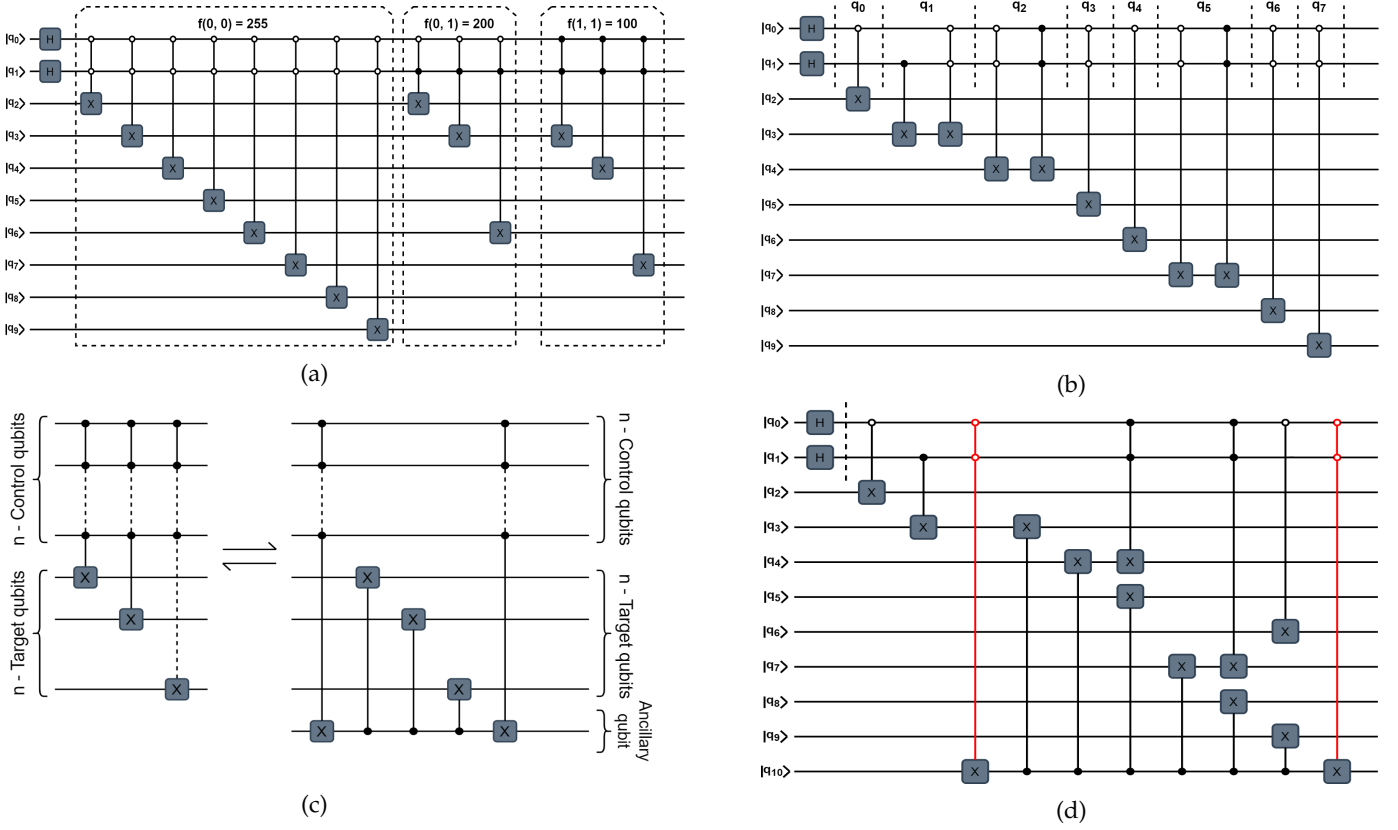 f(0, 0) = 255 f(0, 1) = 200 f(1, 1) = 100
|q₀⟩ H
|q₁⟩ H
|q₂⟩ X X
|q₃⟩ X X X
|q₄⟩ X X
|q₅⟩ X
|q₆⟩ X X
|q₇⟩ X X
|q₈⟩ X
|q₉⟩ X
(a)
q₀ q₁ q₂ q₃ q₄ q₅ q₆ q₇
|q₀⟩ H
|q₁⟩ H
|q₂⟩ X
|q₃⟩ X X
|q₄⟩ X X
|q₅⟩ X
|q₆⟩ X
|q₇⟩ X X
|q₈⟩ X
|q₉⟩ X
(b)
n - Control qubits
n - Target qubits
X
X
X
n - Control qubits
n - Target qubits
Ancillary
qubit
X
X
X
X X
(c)
|q₀⟩ H
|q₁⟩ H
|q₂⟩ X
|q₃⟩ X X
|q₄⟩ X X
|q₅⟩ X
|q₆⟩ X
|q₇⟩ X X
|q₈⟩ X
|q₉⟩ X
|q₁₀⟩ X X
(d)